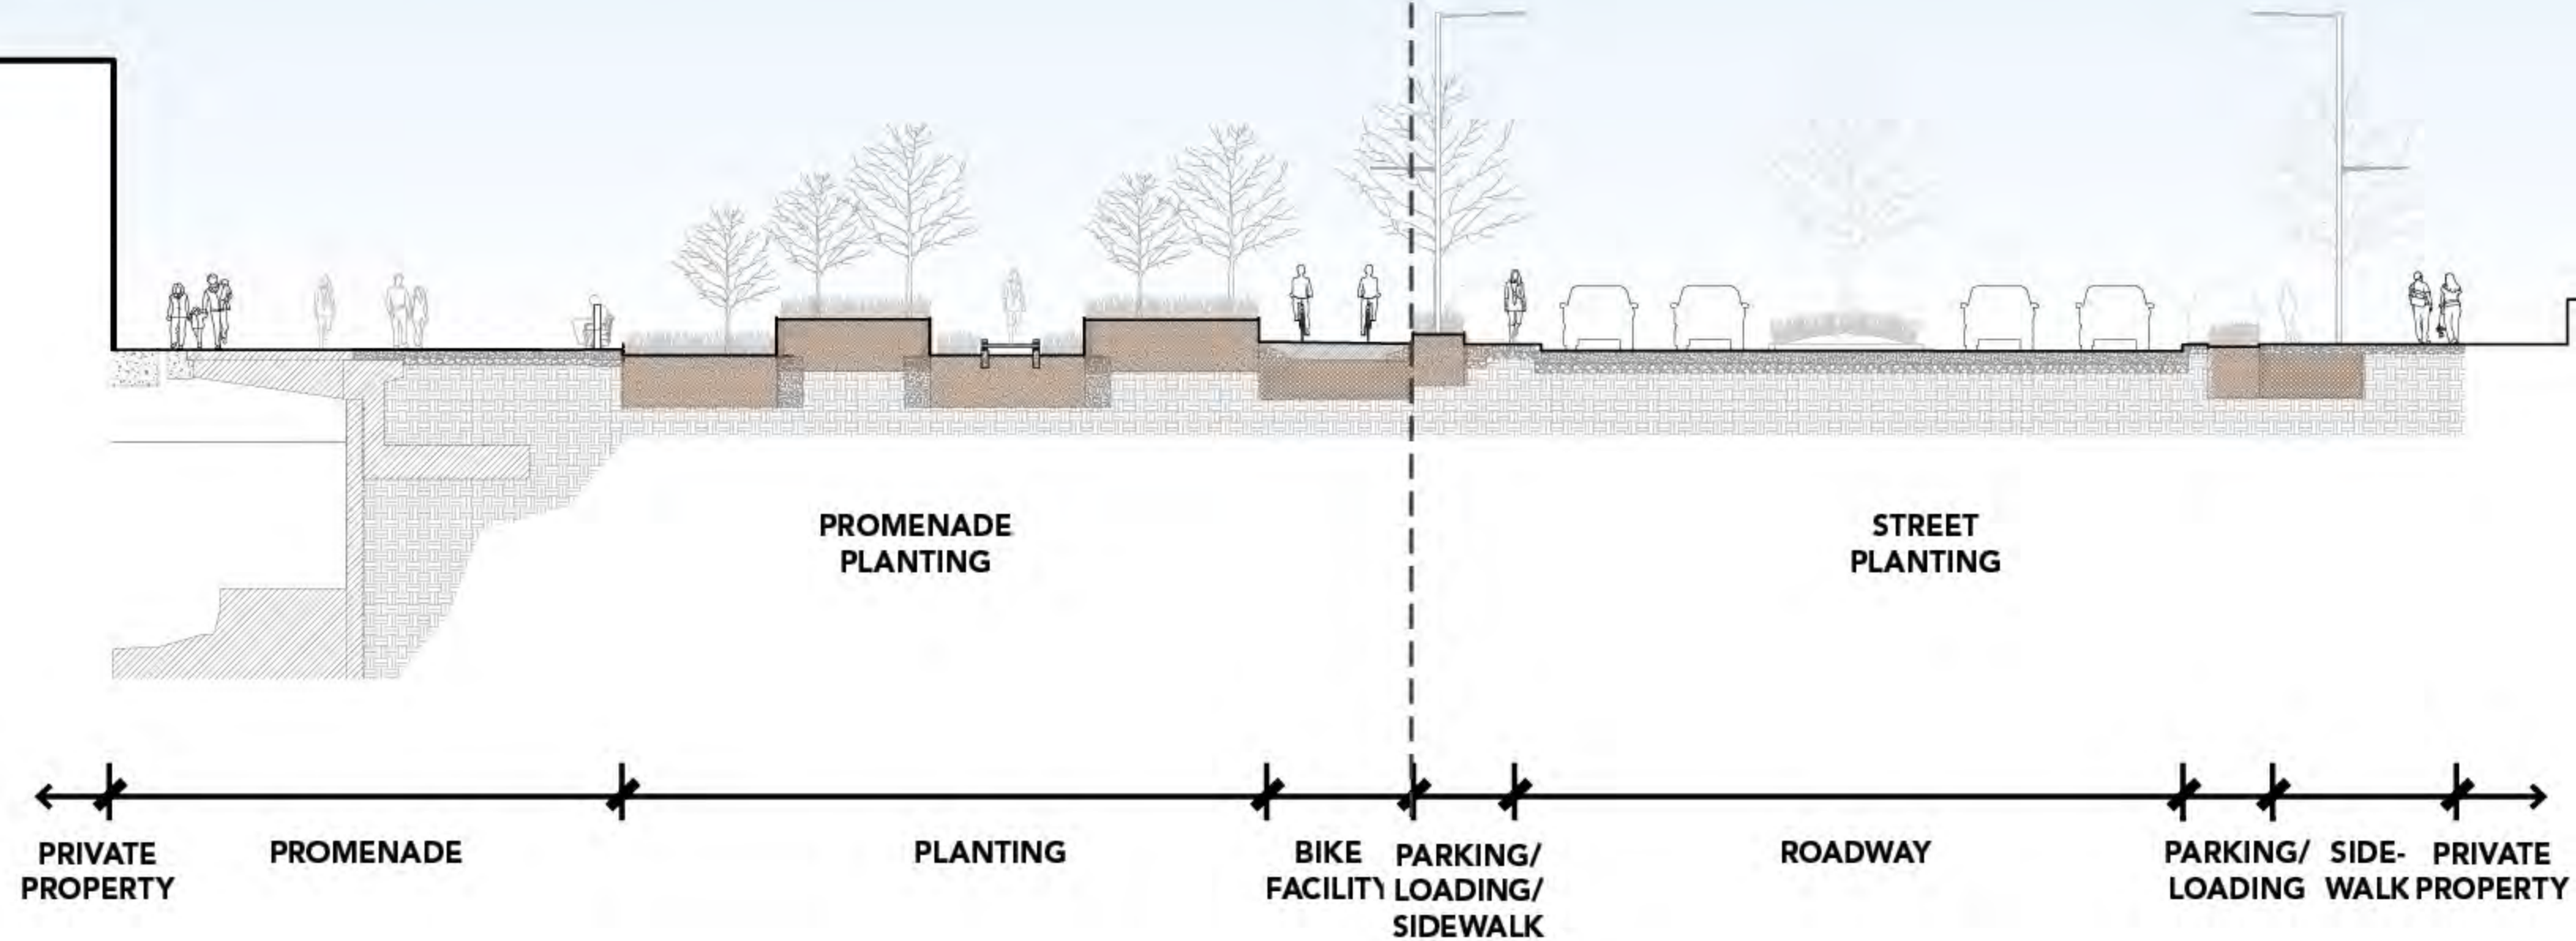 PROMENADE
PLANTING
STREET
PLANTING
PRIVATE
PROPERTY
PROMENADE
PLANTING
BIKE
FACILITY
PARKING/
LOADING/
SIDEWALK
ROADWAY
PARKING/
LOADING
SIDE-
WALK
PRIVATE
PROPERTY